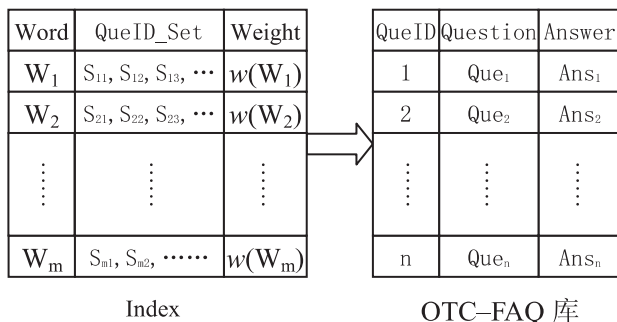 Word QueID_Set Weight QueID Question Answer
W₁ S₁₁, S₁₂, S₁₃, ⋯ w(W₁) 1 Que₁ Ans₁
W₂ S₂₁, S₂₂, S₂₃, ⋯ w(W₂) 2 Que₂ Ans₂
⋮ ⋮ ⋮ ⋮ ⋮ ⋮
Wₘ Sₘ₁, Sₘ₂, ⋯⋯ w(Wₘ) n Queₙ Ansₙ
Index OTC–FAQ 库